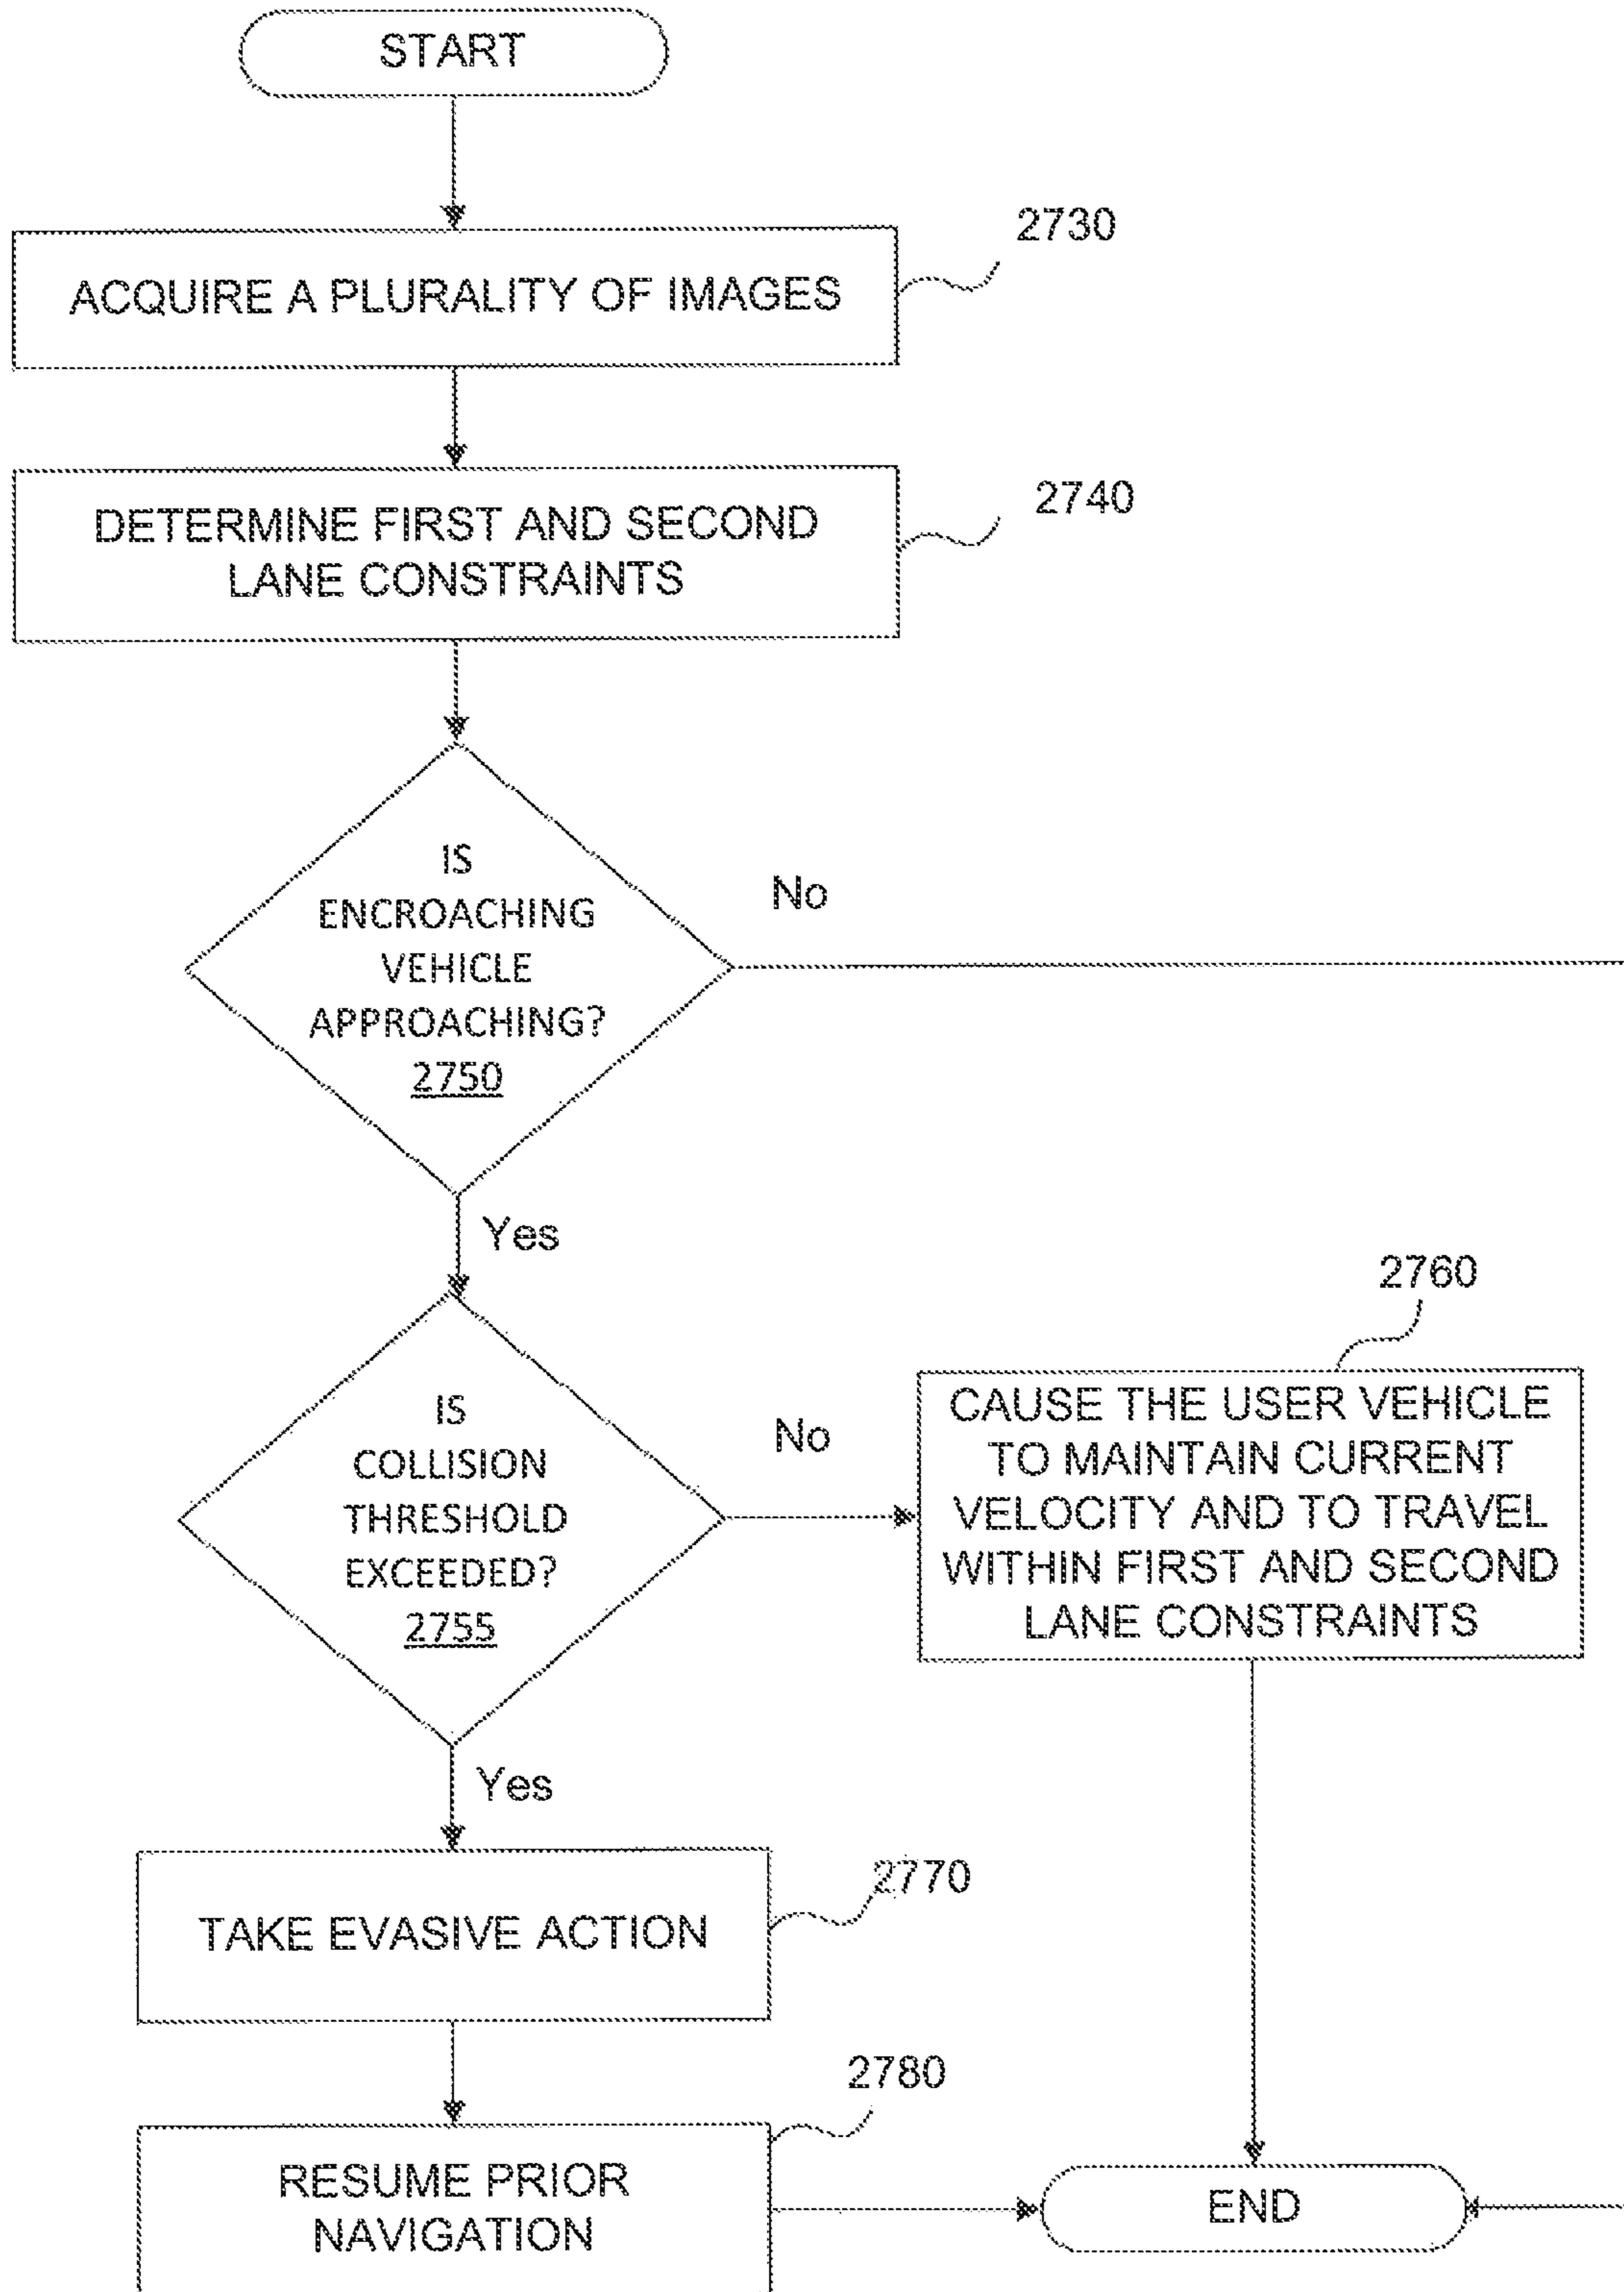 START
2730
ACQUIRE A PLURALITY OF IMAGES
2740
DETERMINE FIRST AND SECOND
LANE CONSTRAINTS
IS
ENCROACHING
VEHICLE
APPROACHING?
2750
No
Yes
IS
COLLISION
THRESHOLD
EXCEEDED?
2755
No
2760
CAUSE THE USER VEHICLE
TO MAINTAIN CURRENT
VELOCITY AND TO TRAVEL
WITHIN FIRST AND SECOND
LANE CONSTRAINTS
Yes
2770
TAKE EVASIVE ACTION
2780
RESUME PRIOR
NAVIGATION
END